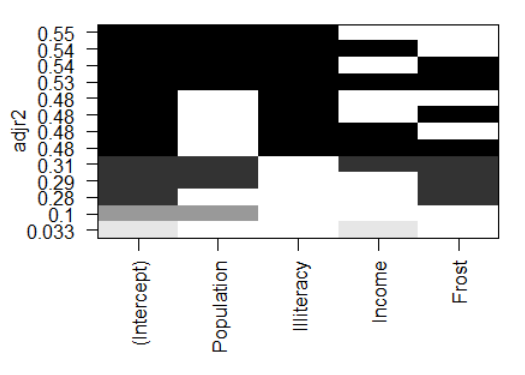 adjr2
0.55
0.54
0.54
0.53
0.48
0.48
0.48
0.48
0.31
0.29
0.28
0.1
0.033
(Intercept)
Population
Illiteracy
Income
Frost